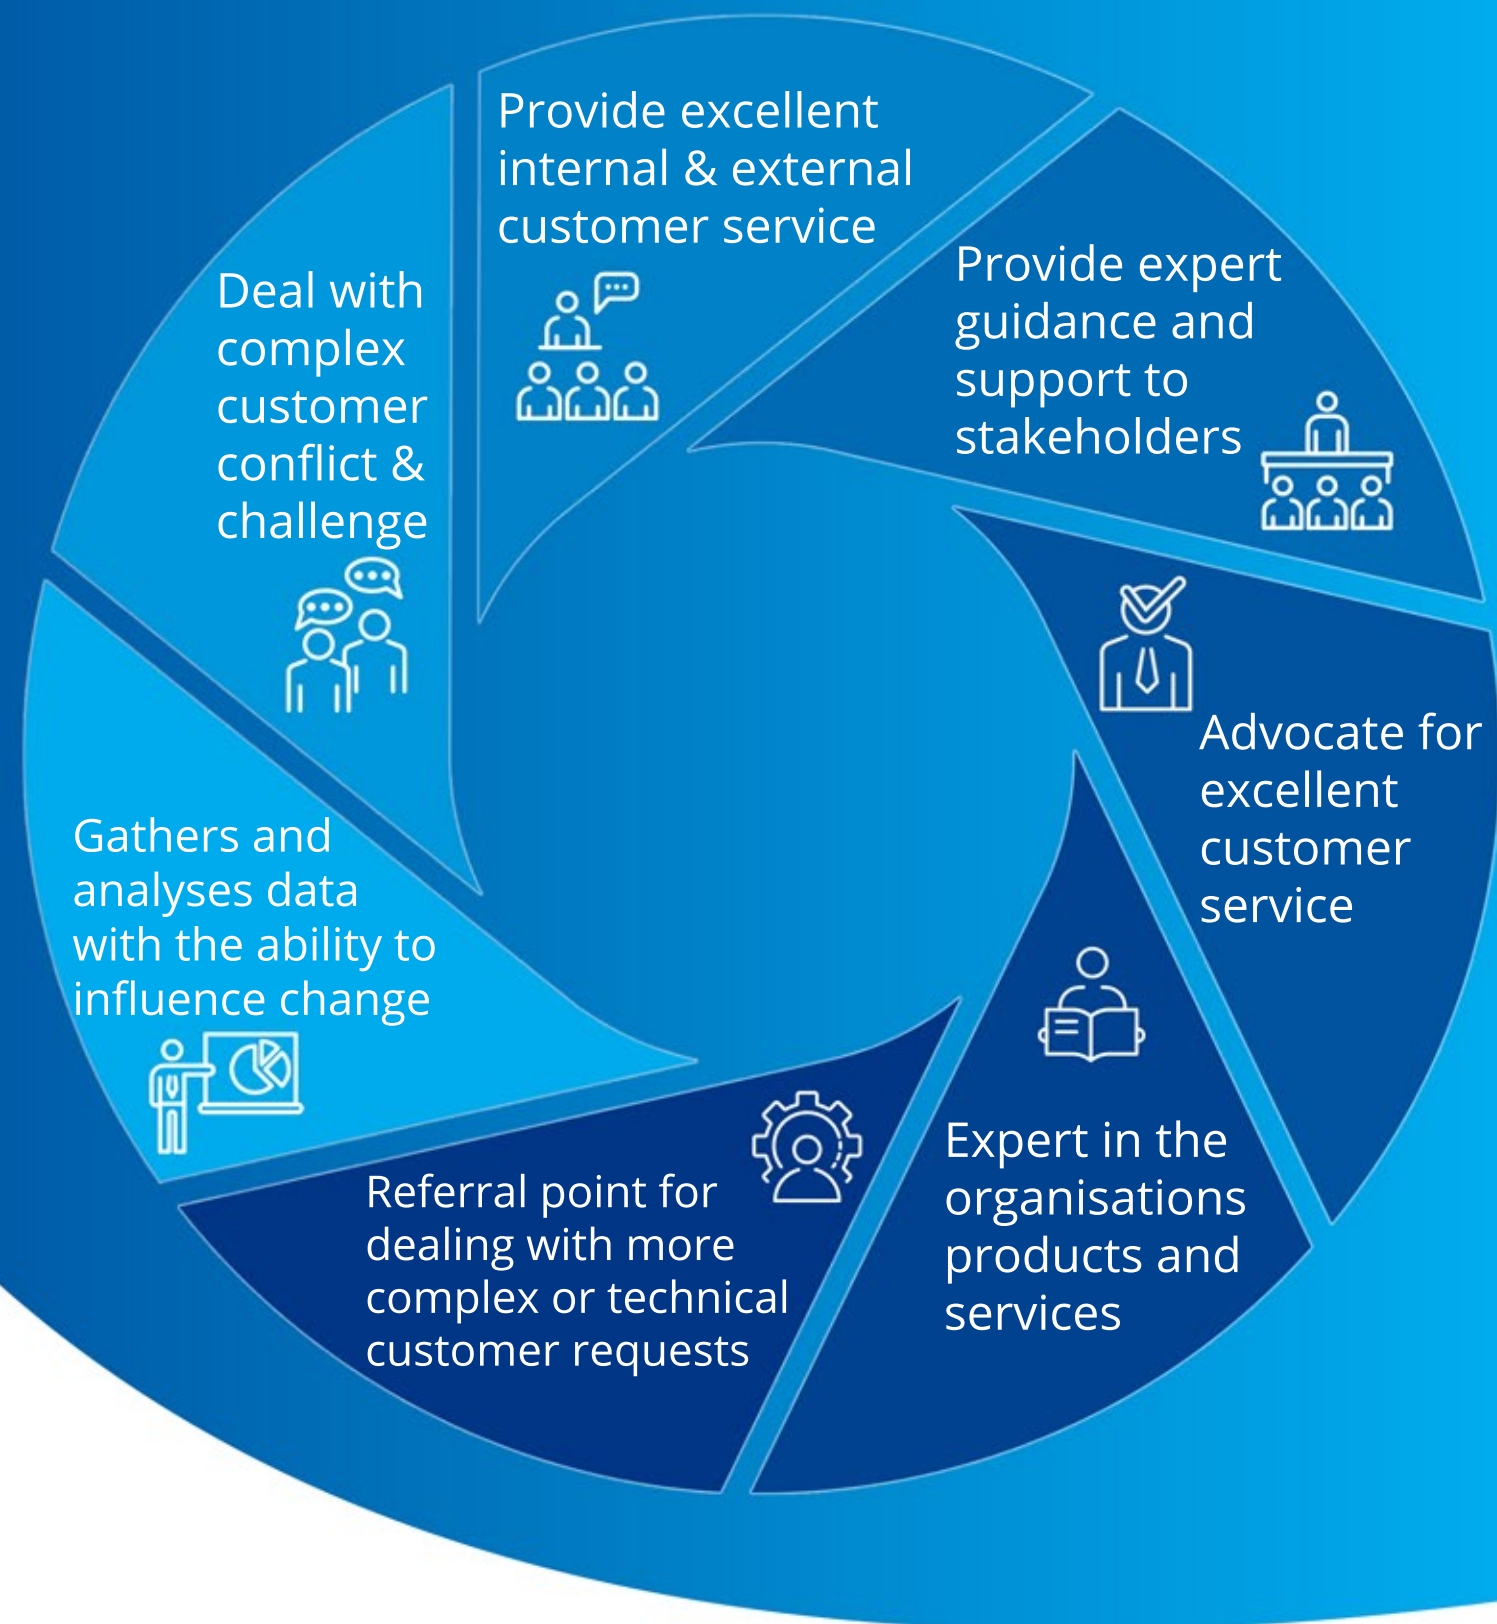 Provide excellent
internal & external
customer service
Provide expert
guidance and
support to
stakeholders
Advocate for
excellent
customer
service
Expert in the
organisations
products and
services
Referral point for
dealing with more
complex or technical
customer requests
Gathers and
analyses data
with the ability to
influence change
Deal with
complex
customer
conflict &
challenge